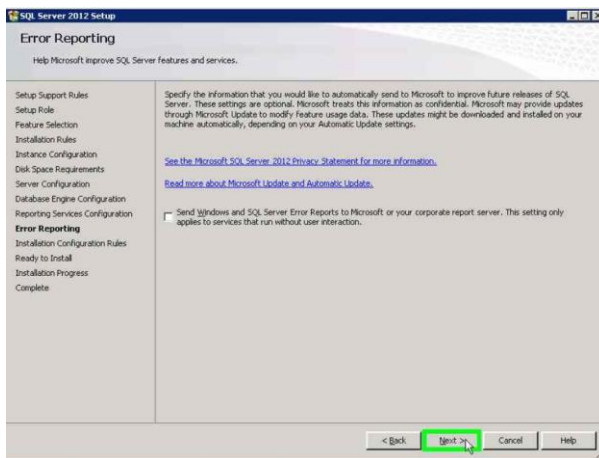 SQL Server 2012 Setup
Error Reporting
Help Microsoft improve SQL Server features and services.
Setup Support Rules
Setup Role
Feature Selection
Installation Rules
Instance Configuration
Disk Space Requirements
Server Configuration
Database Engine Configuration
Reporting Services Configuration
Error Reporting
Installation Configuration Rules
Ready to Install
Installation Progress
Complete
Specify the information that you would like to automatically send to Microsoft to improve future releases of SQL
Server. These settings are optional. Microsoft treats this information as confidential. Microsoft may provide updates
through Microsoft Update to modify feature usage data. These updates might be downloaded and installed on your
machine automatically, depending on your Automatic Update settings.
See the Microsoft SQL Server 2012 Privacy Statement for more information.
Read more about Microsoft Update and Automatic Update.
Send Windows and SQL Server Error Reports to Microsoft or your corporate report server. This setting only
applies to services that run without user interaction.
< Back Next > Cancel Help